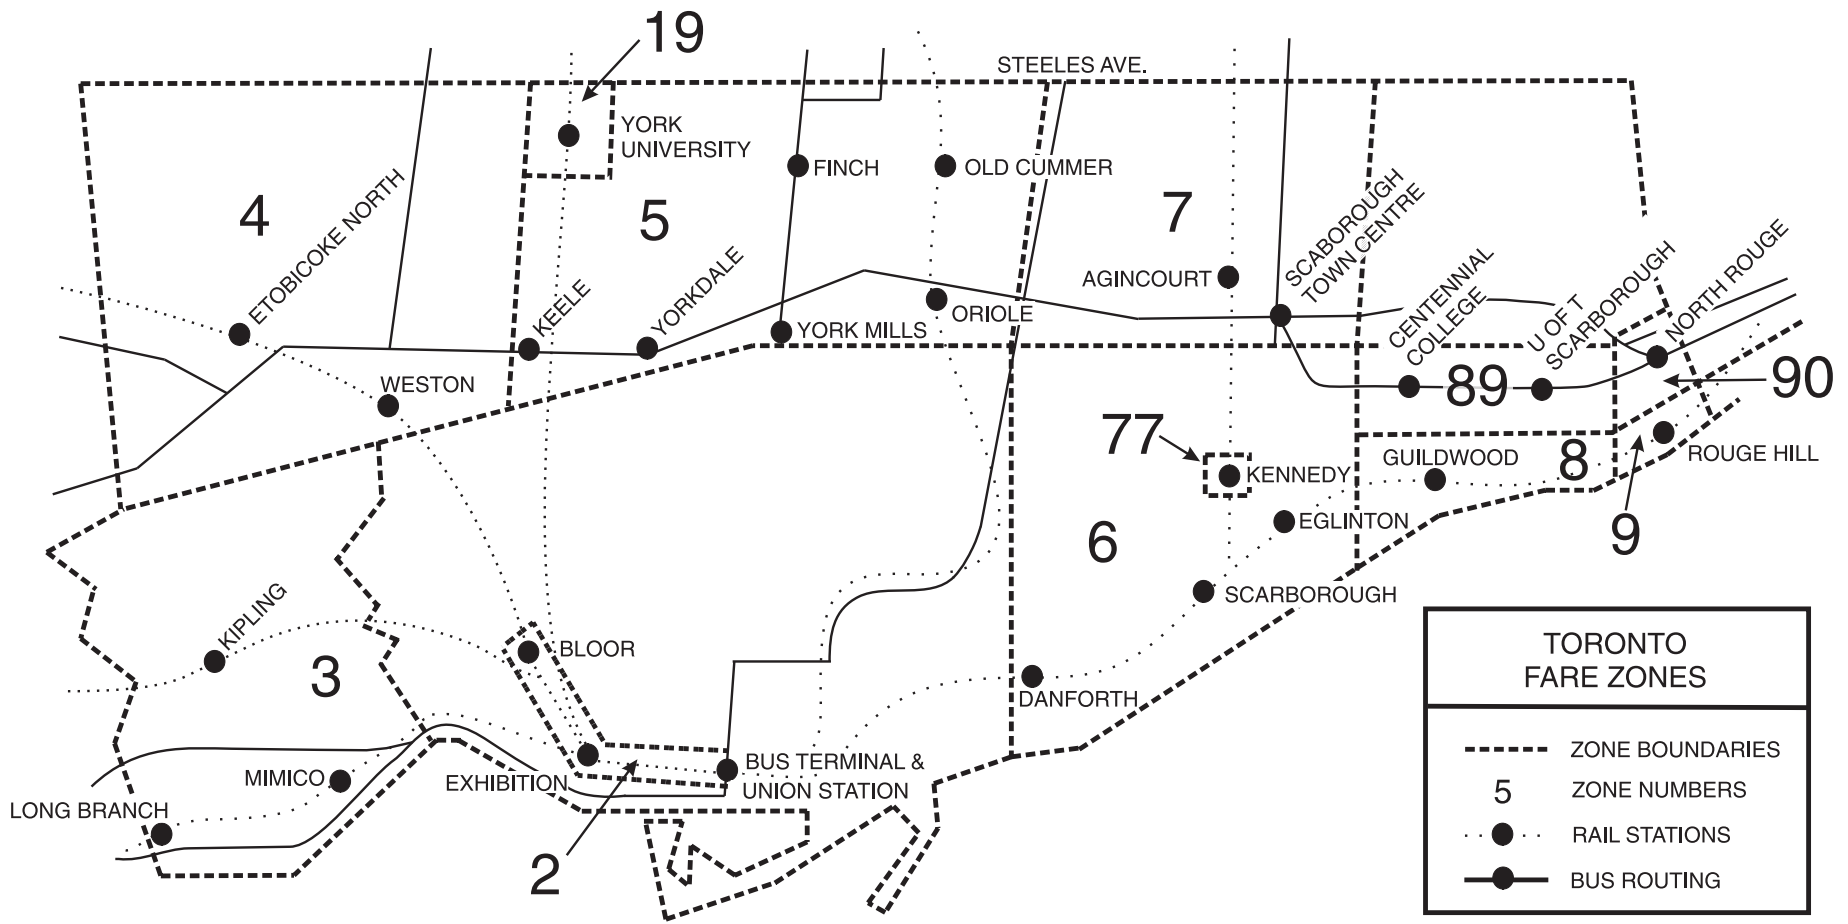 19
STEELES AVE.
YORK
UNIVERSITY
FINCH
OLD CUMMER
4
ETOBICOKE NORTH
5
7
SCABOROUGH
TOWN CENTRE
AGINCOURT
KEELE
YORKDALE
YORK MILLS
ORIOLE
CENTENNIAL
COLLEGE
U OF T
SCARBOROUGH
NORTH ROUGE
WESTON
89
90
77
KENNEDY
GUILDWOOD
8
ROUGE HILL
EGLINTON
6
9
SCARBOROUGH
KIPLING
3
BLOOR
DANFORTH
MIMICO
EXHIBITION
BUS TERMINAL &
UNION STATION
LONG BRANCH
2
TORONTO
FARE ZONES
ZONE BOUNDARIES
5
ZONE NUMBERS
RAIL STATIONS
BUS ROUTING